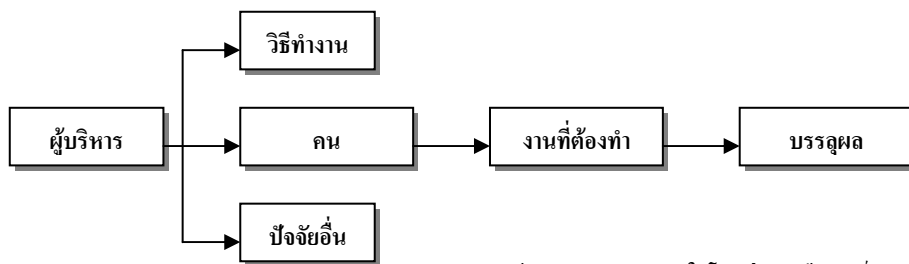 วิธีทำงาน
ผู้บริหาร
คน
งานที่ต้องทำ
บรรลุผล
ปัจจัยอื่น